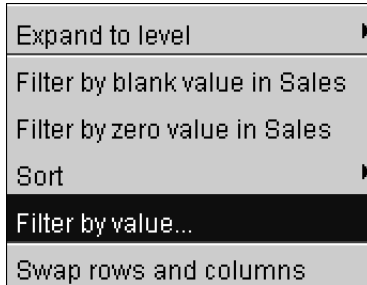 Expand to level
Filter by blank value in Sales
Filter by zero value in Sales
Sort
Filter by value...
Swap rows and columns